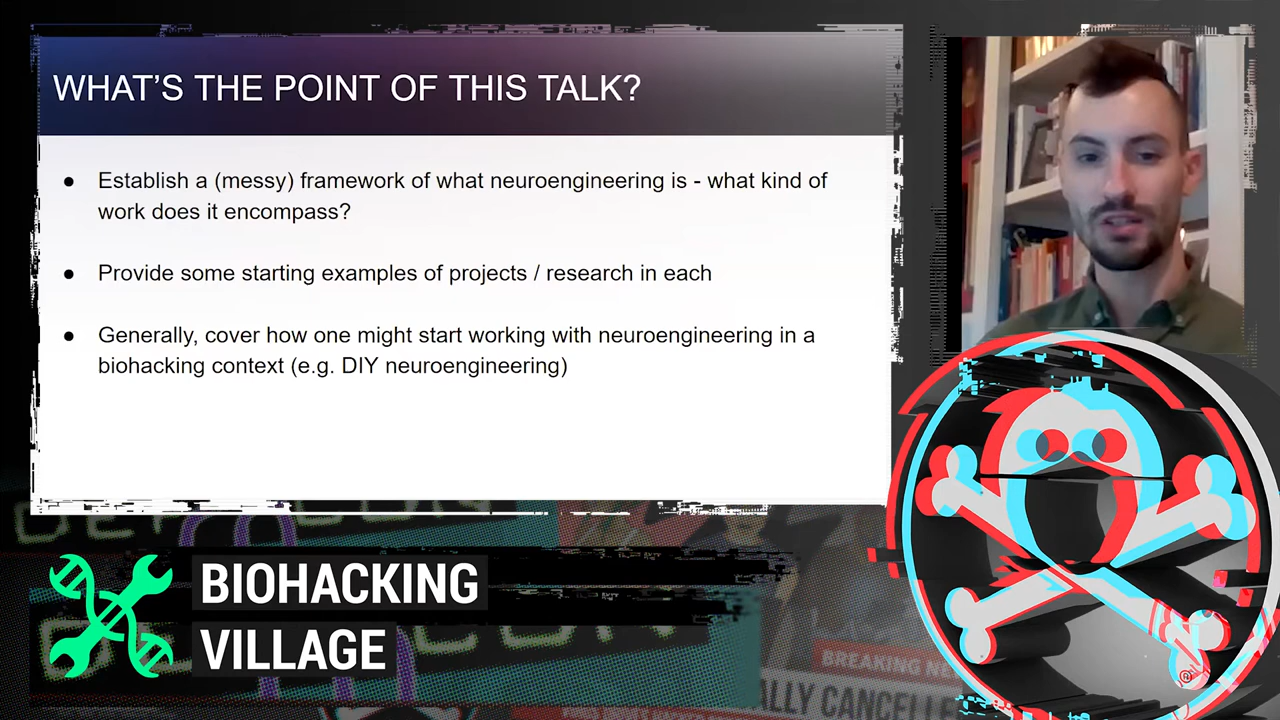 WHAT'S THE POINT OF THIS TALK?
● Establish a (messy) framework of what neuroengineering is - what kind of
work does it encompass?
● Provide some starting examples of projects / research in each
● Generally, cover how one might start working with neuroengineering in a
biohacking context (e.g. DIY neuroengineering)
BIOHACKING
VILLAGE
BREAKING NE
ALLY CANCELLE
®